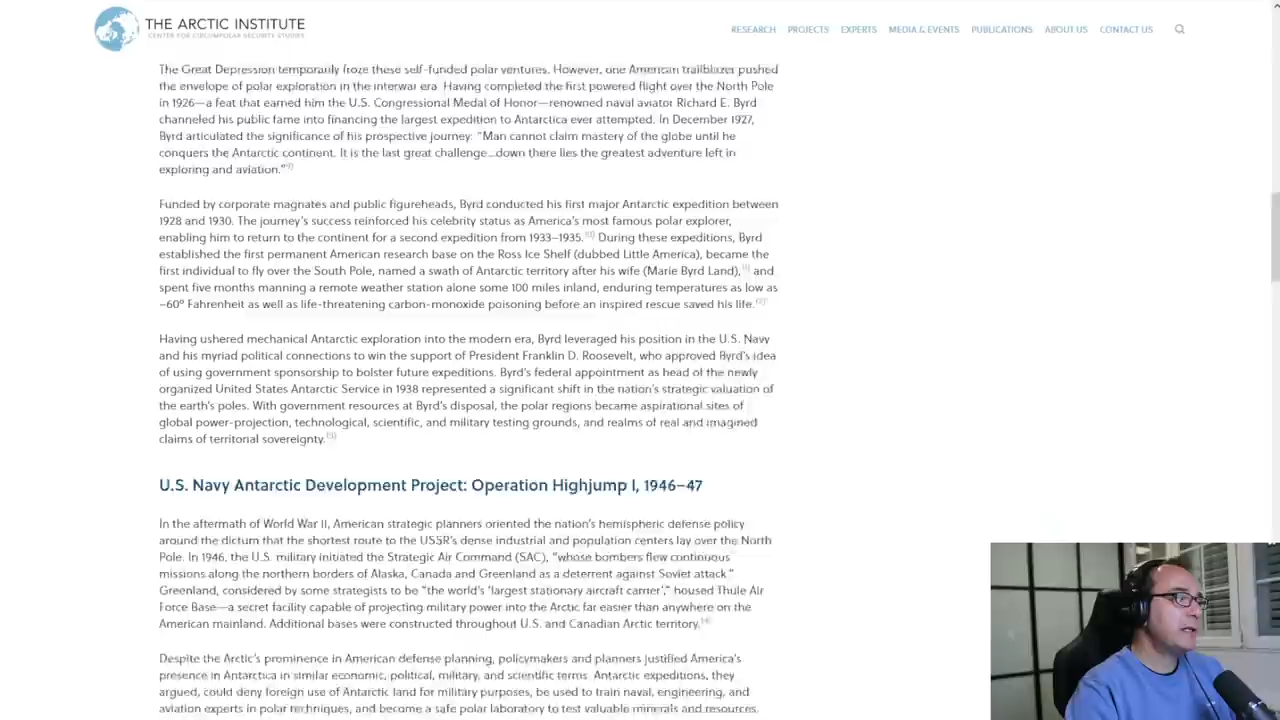 THE ARCTIC INSTITUTE
CENTER FOR CIRCUMPOLAR SECURITY STUDIES
RESEARCH PROJECTS EXPERTS MEDIA & EVENTS PUBLICATIONS ABOUT US CONTACT US
The Great Depression temporarily froze these self-funded polar ventures. However, one American trailblazer pushed
the envelope of polar exploration in the interwar era. Having completed the first powered flight over the North Pole
in 1926—a feat that earned him the U.S. Congressional Medal of Honor—renowned naval aviator Richard E. Byrd
channeled his public fame into financing the largest expedition to Antarctica ever attempted. In December 1927,
Byrd articulated the significance of his prospective journey: "Man cannot claim mastery of the globe until he
conquers the Antarctic continent. It is the last great challenge…down there lies the greatest adventure left in
exploring and aviation."
Funded by corporate magnates and public figureheads, Byrd conducted his first major Antarctic expedition between
1928 and 1930. The journey's success reinforced his celebrity status as America's most famous polar explorer,
enabling him to return to the continent for a second expedition from 1933–1935. During these expeditions, Byrd
established the first permanent American research base on the Ross Ice Shelf (dubbed Little America), became the
first individual to fly over the South Pole, named a swath of Antarctic territory after his wife (Marie Byrd Land), and
spent five months manning a remote weather station alone some 100 miles inland, enduring temperatures as low as
−60º Fahrenheit as well as life-threatening carbon-monoxide poisoning before an inspired rescue saved his life.
Having ushered mechanical Antarctic exploration into the modern era, Byrd leveraged his position in the U.S. Navy
and his myriad political connections to win the support of President Franklin D. Roosevelt, who approved Byrd's idea
of using government sponsorship to bolster future expeditions. Byrd's federal appointment as head of the newly
organized United States Antarctic Service in 1938 represented a significant shift in the nation's strategic valuation of
the earth's poles. With government resources at Byrd's disposal, the polar regions became aspirational sites of
global power-projection, technological, scientific, and military testing grounds, and realms of real and imagined
claims of territorial sovereignty.
U.S. Navy Antarctic Development Project: Operation Highjump I, 1946–47
In the aftermath of World War II, American strategic planners oriented the nation's hemispheric defense policy
around the dictum that the shortest route to the USSR's dense industrial and population centers lay over the North
Pole. In 1946, the U.S. military initiated the Strategic Air Command (SAC), "whose bombers flew continuous
missions along the northern borders of Alaska, Canada and Greenland as a deterrent against Soviet attack."
Greenland, considered by some strategists to be "the world's 'largest stationary aircraft carrier'," housed Thule Air
Force Base—a secret facility capable of projecting military power into the Arctic far easier than anywhere on the
American mainland. Additional bases were constructed throughout U.S. and Canadian Arctic territory.
Despite the Arctic's prominence in American defense planning, policymakers and planners justified America's
presence in Antarctica in similar economic, political, military, and scientific terms. Antarctic expeditions, they
argued, could deny foreign use of Antarctic land for military purposes, be used to train naval, engineering, and
aviation experts in polar techniques, and become a safe polar laboratory to test valuable minerals and resources.